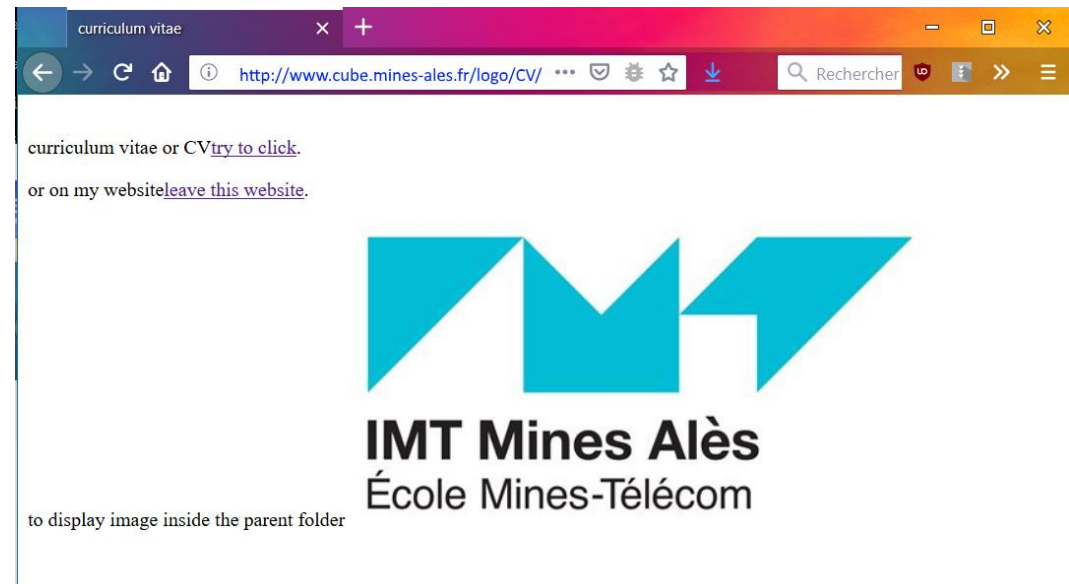 curriculum vitae
http://www.cube.mines-ales.fr/logo/CV/
Rechercher
curriculum vitae or CVtry to click.
or on my websiteleave this website.
IMT Mines Alès
École Mines-Télécom
to display image inside the parent folder